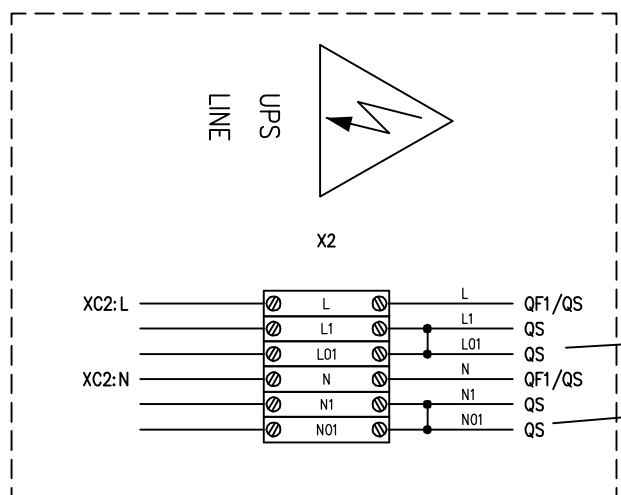 UPS
LINE
X2
XC2:L L L QF1/QS
L1 L1 QS
L01 L01 QS
XC2:N N N QF1/QS
N1 N1 QS
N01 N01 QS